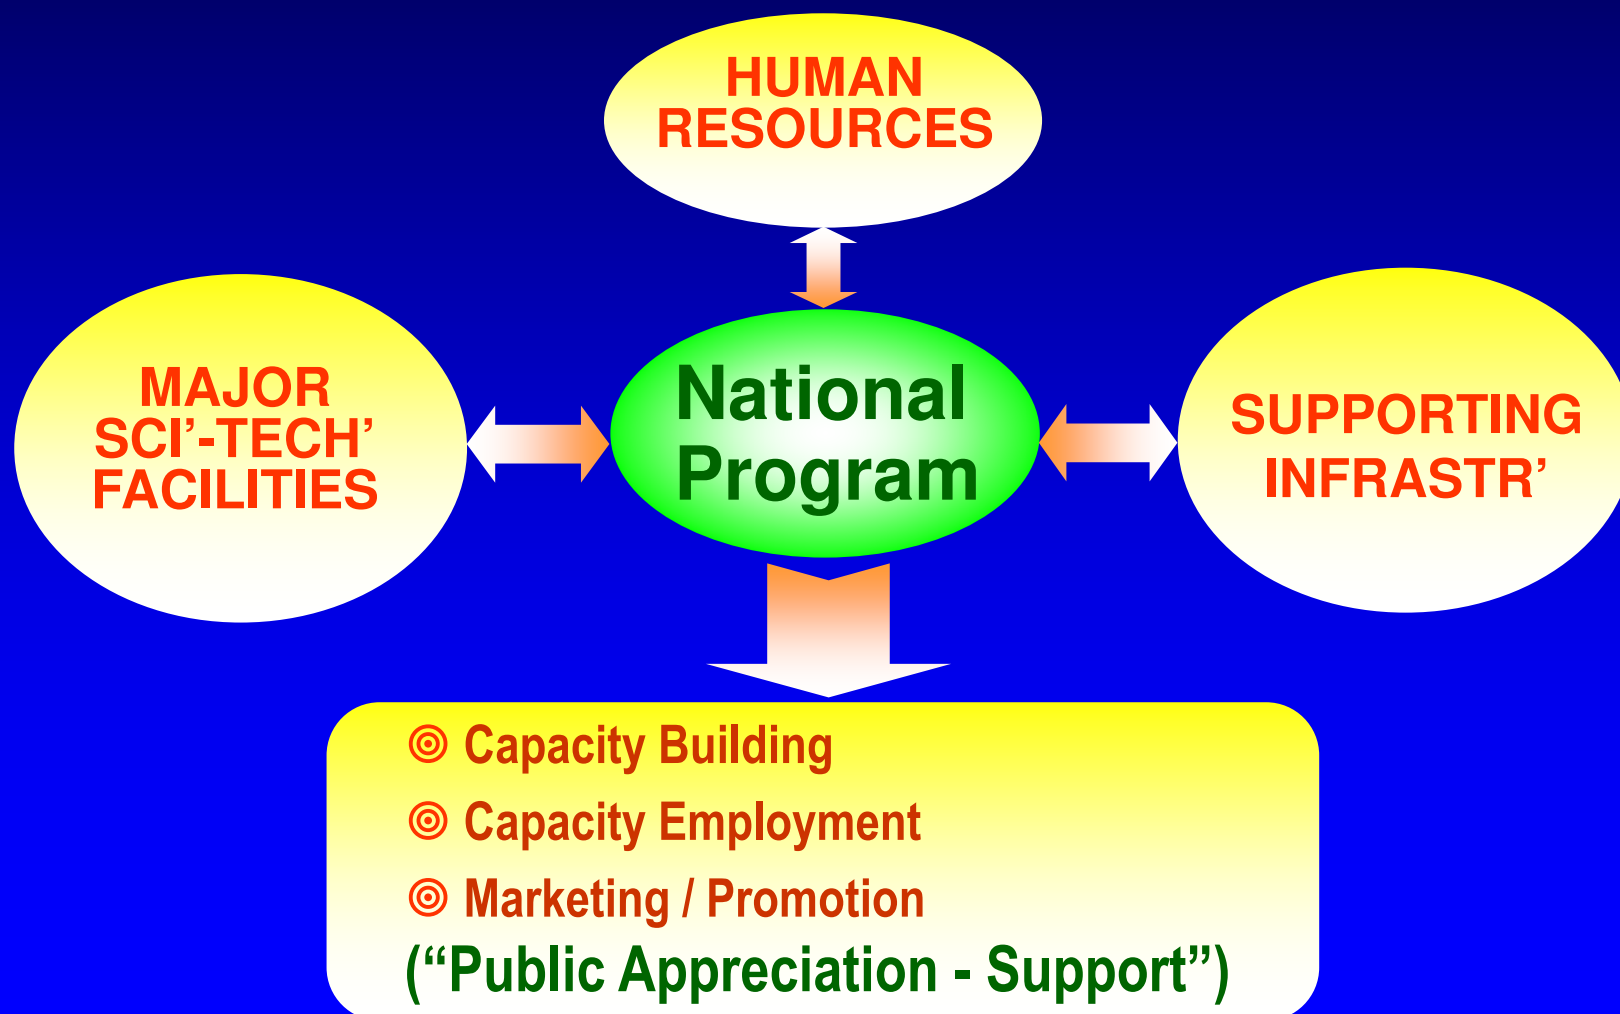 HUMAN
RESOURCES
MAJOR
SCI’-TECH’
FACILITIES
National
Program
SUPPORTING
INFRASTR’
Capacity Building
Capacity Employment
Marketing / Promotion
(“Public Appreciation - Support”)